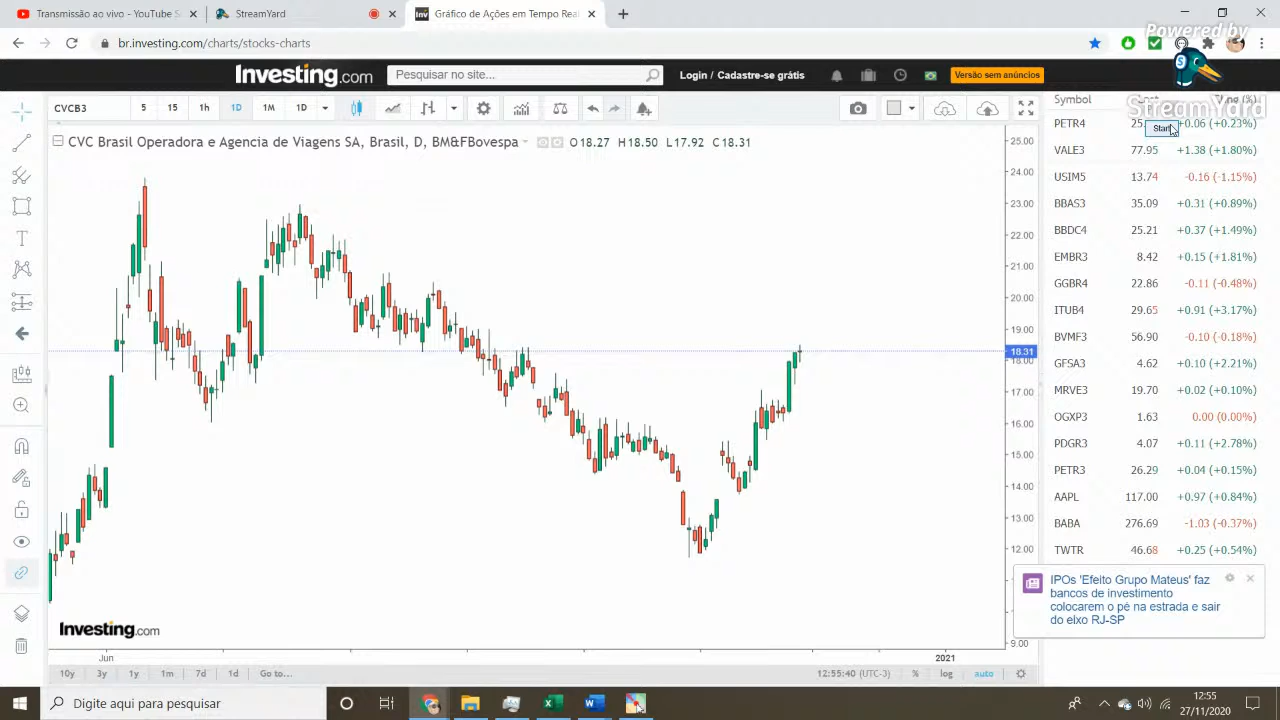 Transmissão ao vivo - YouTube S
StreamYard
Gráfico de Ações em Tempo Rea
br.investing.com/charts/stocks-charts
Powered by
StreamYard
Investing.com
Pesquisar no site...
Login / Cadastre-se grátis
Versão sem anúncios
CVCB3 5 15 1h 1D 1M 1D
CVC Brasil Operadora e Agencia de Viagens SA, Brasil, D, BM&FBovespa O18.27 H18.50 L17.92 C18.31
25.00
24.00
23.00
22.00
21.00
20.00
19.00
18.31
18.00
17.00
16.00
15.00
14.00
13.00
12.00
9.00
Symbol
Start
PETR4 25. +0.06 (+0.23%)
VALE3 77.95 +1.38 (+1.80%)
USIM5 13.74 -0.16 (-1.15%)
BBAS3 35.09 +0.31 (+0.89%)
BBDC4 25.21 +0.37 (+1.49%)
EMBR3 8.42 +0.15 (+1.81%)
GGBR4 22.86 -0.11 (-0.48%)
ITUB4 29.65 +0.91 (+3.17%)
BVMF3 56.90 -0.10 (-0.18%)
GFSA3 4.62 +0.10 (+2.21%)
MRVE3 19.70 +0.02 (+0.10%)
OGXP3 1.63 0.00 (0.00%)
PDGR3 4.07 +0.11 (+2.78%)
PETR3 26.29 +0.04 (+0.15%)
AAPL 117.00 +0.97 (+0.84%)
BABA 276.69 -1.03 (-0.37%)
TWTR 46.68 +0.25 (+0.54%)
IPOs 'Efeito Grupo Mateus' faz
bancos de investimento
colocarem o pé na estrada e sair
do eixo RJ-SP
Investing.com
Jun
2021
10y 3y 1y 1m 7d 1d Go to...
12:55:40 (UTC-3) % log auto
Digite aqui para pesquisar
12:55
27/11/2020